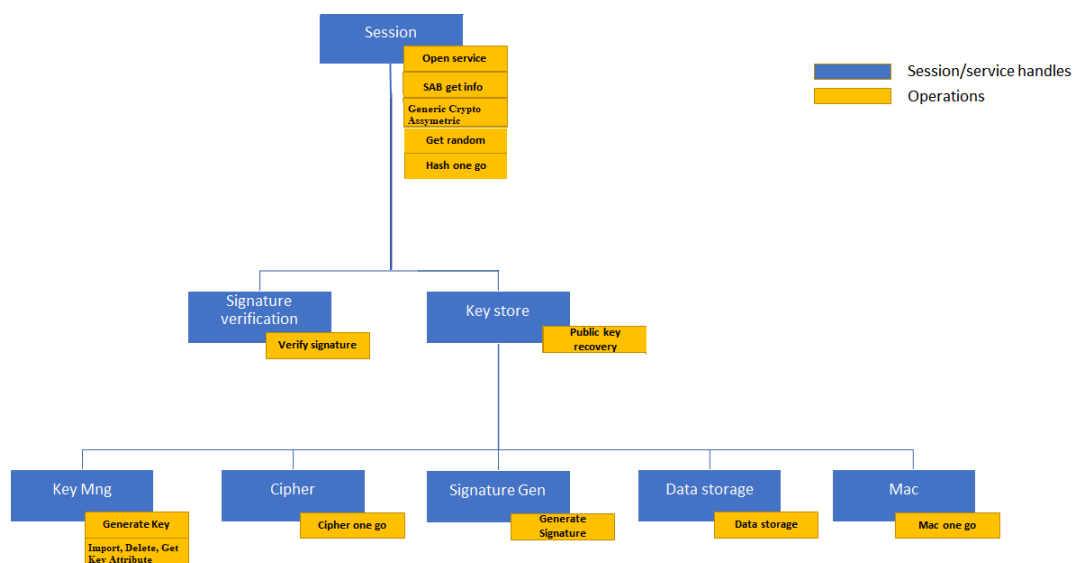 Session
Open service
SAB get info
Generic Crypto
Assymetric
Get random
Hash one go
Session/service handles
Operations
Signature
verification
Verify signature
Key store
Public key
recovery
Key Mng
Generate Key
Import, Delete, Get
Key Attribute
Cipher
Cipher one go
Signature Gen
Generate
Signature
Data storage
Data storage
Mac
Mac one go